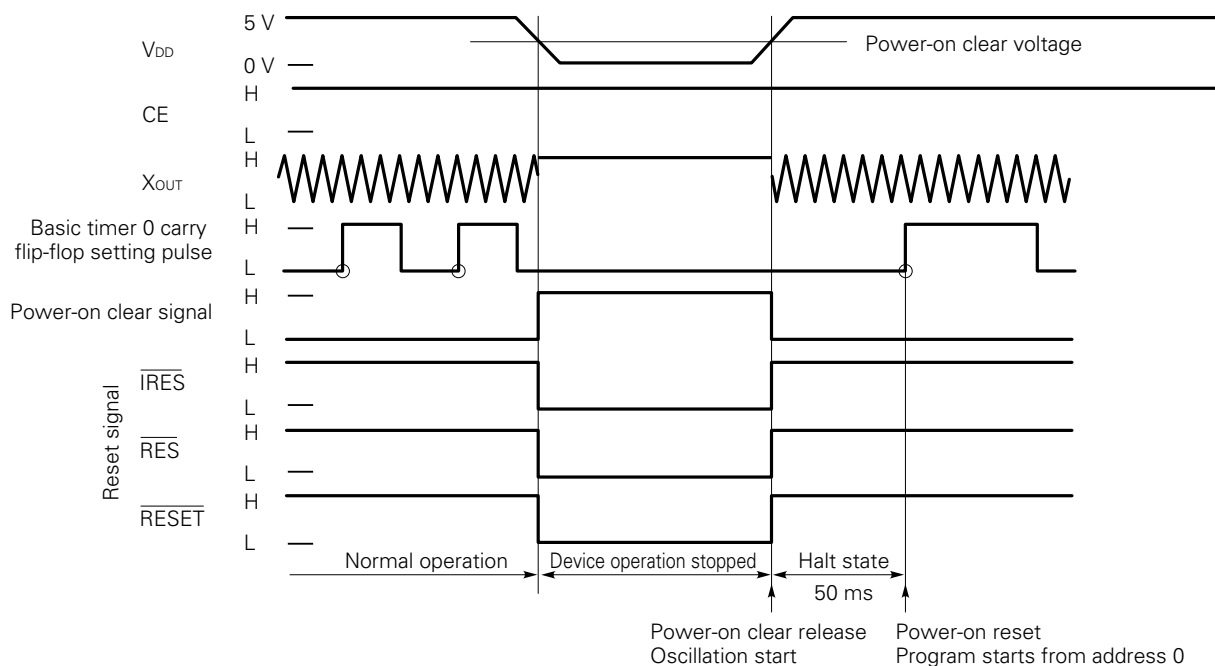 5 V
VDD
Power-on clear voltage
0 V
H
CE
L
H
XOUT
L
Basic timer 0 carry
flip-flop setting pulse
H
L
Power-on clear signal
H
L
Reset signal
IRES
H
L
RES
H
L
RESET
H
L
Normal operation
Device operation stopped
Halt state
50 ms
Power-on clear release
Oscillation start
Power-on reset
Program starts from address 0